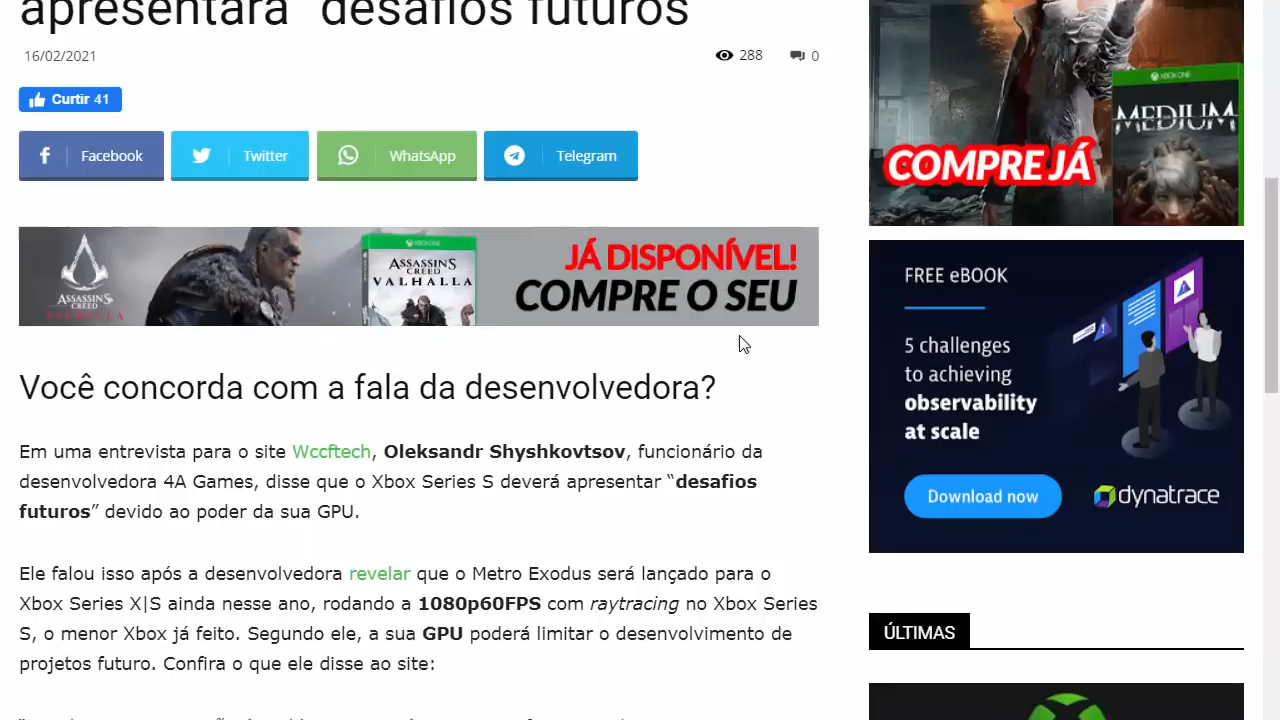 apresentará "desafios futuros"
16/02/2021
288
0
Curtir 41
Facebook
Twitter
WhatsApp
Telegram
ASSASSIN'S
CREED
VALHALLA
XBOX ONE
ASSASSIN'S
CREED
VALHALLA
JÁ DISPONÍVEL!
COMPRE O SEU
Você concorda com a fala da desenvolvedora?
Em uma entrevista para o site Wccftech, Oleksandr Shyshkovtsov, funcionário da
desenvolvedora 4A Games, disse que o Xbox Series S deverá apresentar “desafios
futuros” devido ao poder da sua GPU.
Ele falou isso após a desenvolvedora revelar que o Metro Exodus será lançado para o
Xbox Series X|S ainda nesse ano, rodando a 1080p60FPS com raytracing no Xbox Series
S, o menor Xbox já feito. Segundo ele, a sua GPU poderá limitar o desenvolvimento de
projetos futuro. Confira o que ele disse ao site:
XBOX ONE
MEDIUM
COMPRE JÁ
FREE eBOOK
5 challenges
to achieving
observability
at scale
Download now
dynatrace
ÚLTIMAS